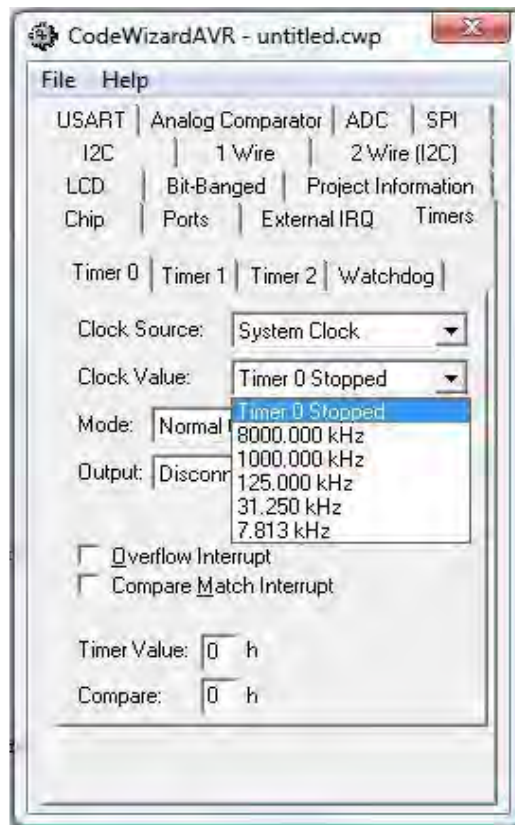 CodeWizardAVR - untitled.cwp
File Help
USART Analog Comparator ADC SPI
I2C 1 Wire 2 Wire (I2C)
LCD Bit-Banged Project Information
Chip Ports External IRQ Timers
Timer 0 Timer 1 Timer 2 Watchdog
Clock Source: System Clock
Clock Value: Timer 0 Stopped
Timer 0 Stopped
Mode: Normal
8000.000 kHz
1000.000 kHz
Output: Disconn
125.000 kHz
31.250 kHz
7.813 kHz
Overflow Interrupt
Compare Match Interrupt
Timer Value: 0 h
Compare: 0 h